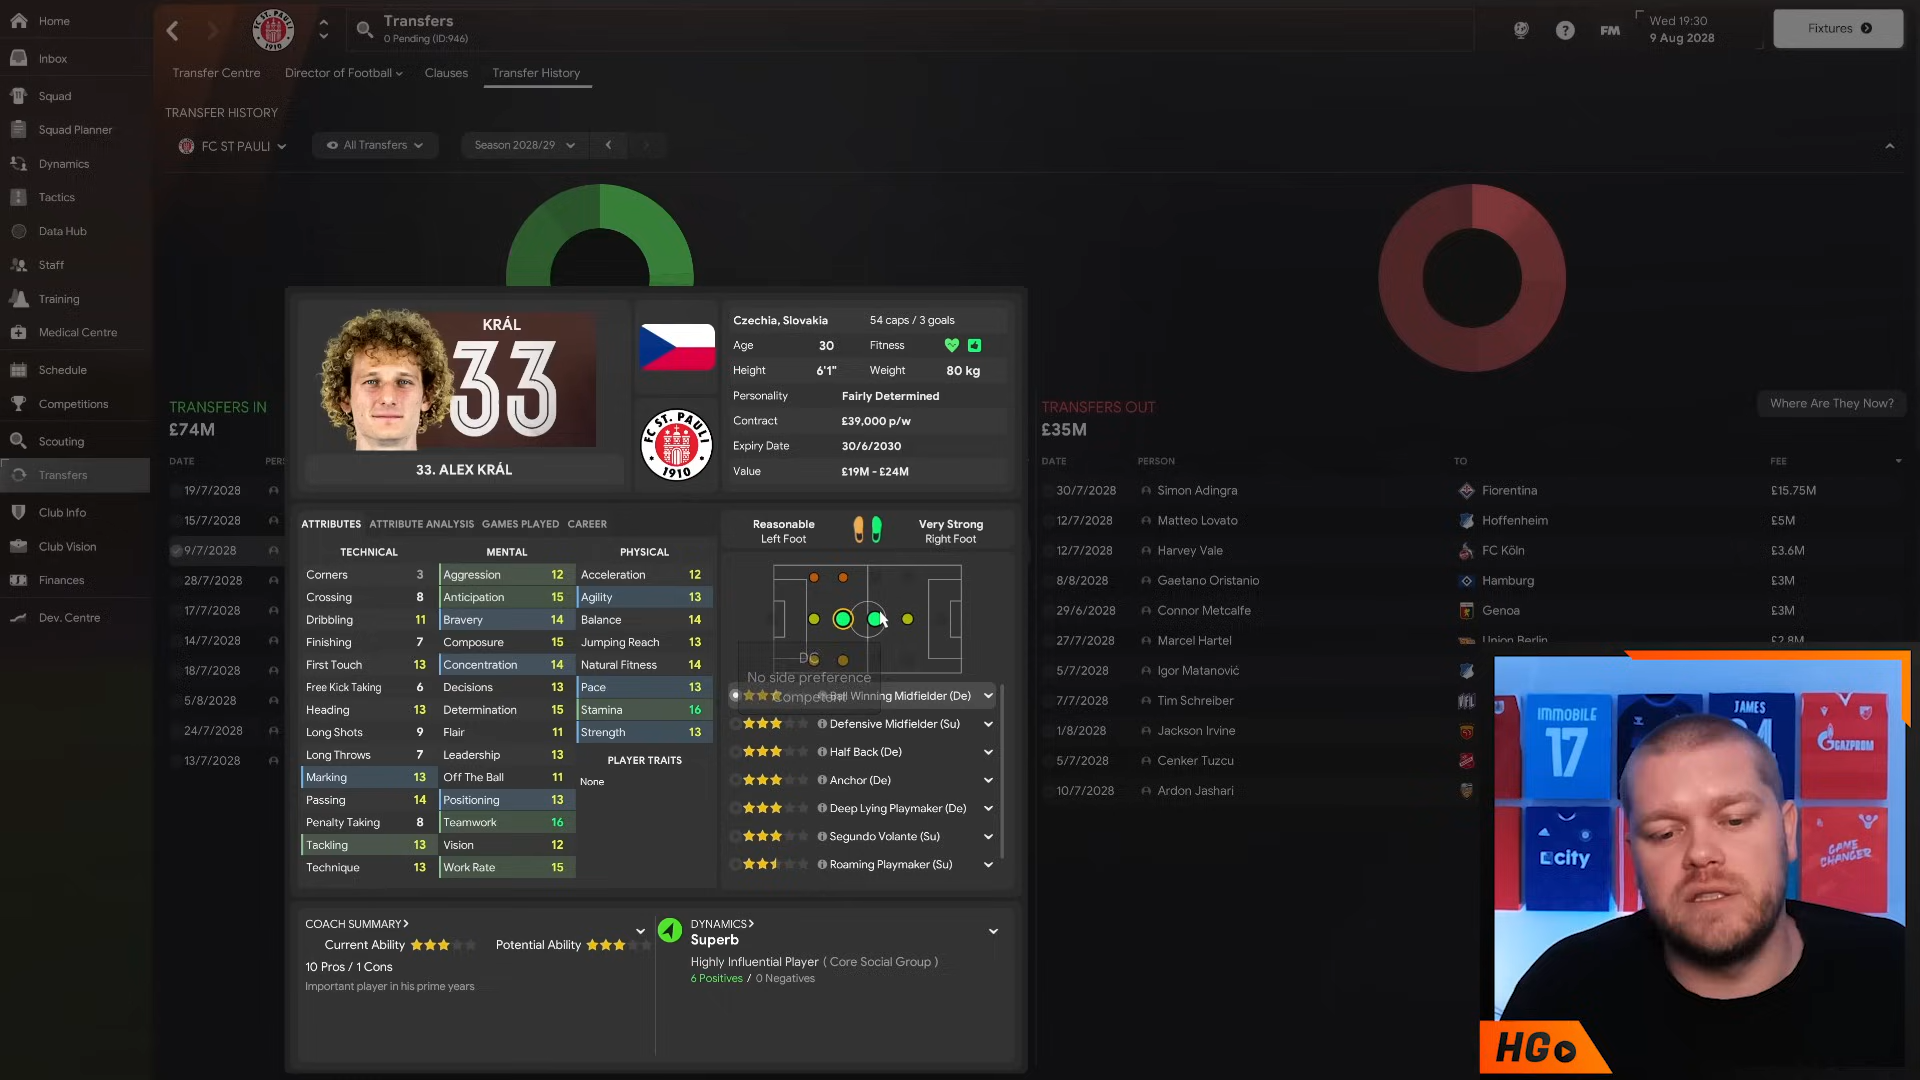 Home
Inbox
Squad
Squad Planner
Dynamics
Tactics
Data Hub
Staff
Training
Medical Centre
Schedule
Competitions
Scouting
Transfers
Club Info
Club Vision
Finances
Dev. Centre
FC ST. PAULI
1910
Transfers
0 Pending (ID:946)
FM
Wed 19:30
9 Aug 2028
Fixtures
Transfer Centre
Director of Football
Clauses
Transfer History
TRANSFER HISTORY
FC ST PAULI
All Transfers
Season 2028/29
TRANSFERS IN
£74M
DATE
PERS
19/7/2028
15/7/2028
9/7/2028
28/7/2028
17/7/2028
14/7/2028
18/7/2028
5/8/2028
24/7/2028
13/7/2028
KRÁL
33
33. ALEX KRÁL
FC ST. PAULI
1910
Czechia, Slovakia 54 caps / 3 goals
Age 30 Fitness
Height 6'1" Weight 80 kg
Personality Fairly Determined
Contract £39,000 p/w
Expiry Date 30/6/2030
Value £19M - £24M
ATTRIBUTES ATTRIBUTE ANALYSIS GAMES PLAYED CAREER
TECHNICAL MENTAL PHYSICAL
Corners 3 Aggression 12 Acceleration 12
Crossing 8 Anticipation 15 Agility 13
Dribbling 11 Bravery 14 Balance 14
Finishing 7 Composure 15 Jumping Reach 13
First Touch 13 Concentration 14 Natural Fitness 14
Free Kick Taking 6 Decisions 13 Pace 13
Heading 13 Determination 15 Stamina 16
Long Shots 9 Flair 11 Strength 13
Long Throws 7 Leadership 13 PLAYER TRAITS
Marking 13 Off The Ball 11 None
Passing 14 Positioning 13
Penalty Taking 8 Teamwork 16
Tackling 13 Vision 12
Technique 13 Work Rate 15
Reasonable
Left Foot
Very Strong
Right Foot
DC
No side preference
Competent
Ball Winning Midfielder (De)
Defensive Midfielder (Su)
Half Back (De)
Anchor (De)
Deep Lying Playmaker (De)
Segundo Volante (Su)
Roaming Playmaker (Su)
COACH SUMMARY
Current Ability Potential Ability
10 Pros / 1 Cons
Important player in his prime years
DYNAMICS
Superb
Highly Influential Player ( Core Social Group )
6 Positives / 0 Negatives
TRANSFERS OUT
£35M
Where Are They Now?
DATE PERSON TO FEE
30/7/2028 Simon Adingra Fiorentina £15.75M
12/7/2028 Matteo Lovato Hoffenheim £5M
12/7/2028 Harvey Vale FC Köln £3.6M
8/8/2028 Gaetano Oristanio Hamburg £3M
29/6/2028 Connor Metcalfe Genoa £3M
27/7/2028 Marcel Hartel Union Berlin £2.8M
5/7/2028 Igor Matanović
7/7/2028 Tim Schreiber
1/8/2028 Jackson Irvine
5/7/2028 Cenker Tuzcu
10/7/2028 Ardon Jashari
IMMOBILE
17
JAMES
GAZPROM
city
GAME
CHANGER
HG